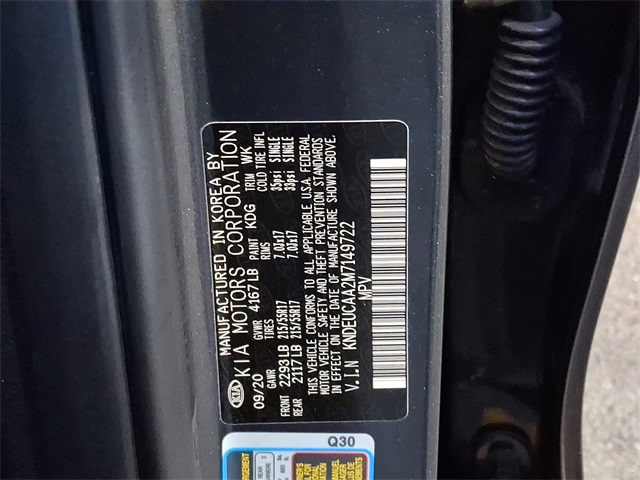 MANUFACTURED IN KOREA BY
KIA MOTORS CORPORATION
09/20 GVWR 4167 LB PAINT KDG TRIM WK
GAWR TIRES RIMS COLD TIRE INFL
FRONT 2293 LB 215/55R17 7.0Jx17 33psi SINGLE
REAR 2117 LB 215/55R17 7.0Jx17 33psi SINGLE
THIS VEHICLE CONFORMS TO ALL APPLICABLE U.S.A. FEDERAL
MOTOR VEHICLE SAFETY AND THEFT PREVENTION STANDARDS
IN EFFECT ON THE DATE OF MANUFACTURE SHOWN ABOVE.
V.I.N KNDEUCAA2M7149722
MPV
KIA
Q30
REAR